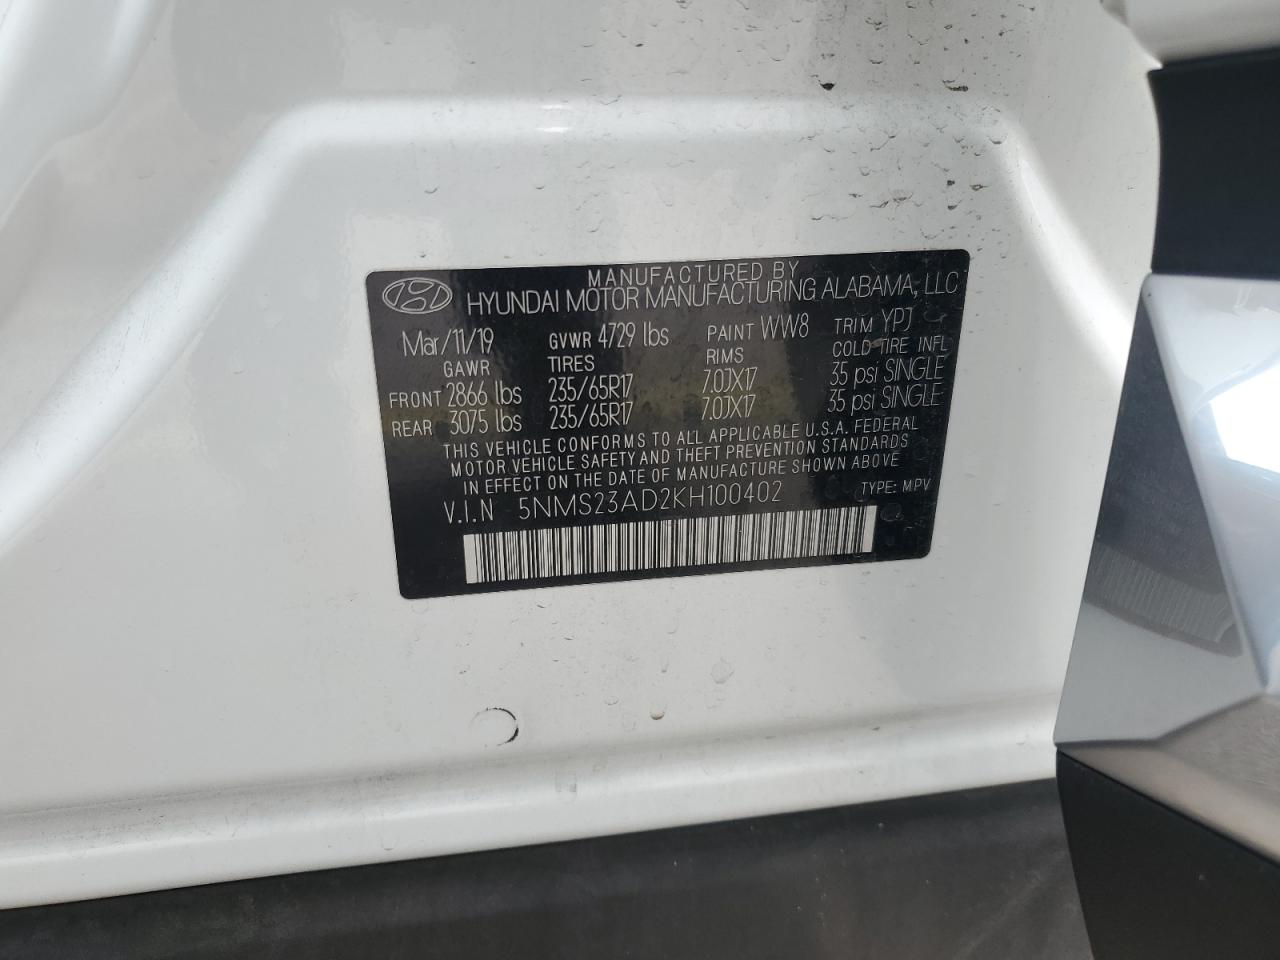 MANUFACTURED BY
HYUNDAI MOTOR MANUFACTURING ALABAMA, LLC
Mar/11/19 GVWR 4729 lbs PAINT WW8 TRIM YPJ
GAWR TIRES RIMS COLD TIRE INFL
FRONT 2866 lbs 235/65R17 7.0JX17 35 psi SINGLE
REAR 3075 lbs 235/65R17 7.0JX17 35 psi SINGLE
THIS VEHICLE CONFORMS TO ALL APPLICABLE U.S.A. FEDERAL
MOTOR VEHICLE SAFETY AND THEFT PREVENTION STANDARDS
IN EFFECT ON THE DATE OF MANUFACTURE SHOWN ABOVE
V.I.N 5NMS23AD2KH100402 TYPE: MPV